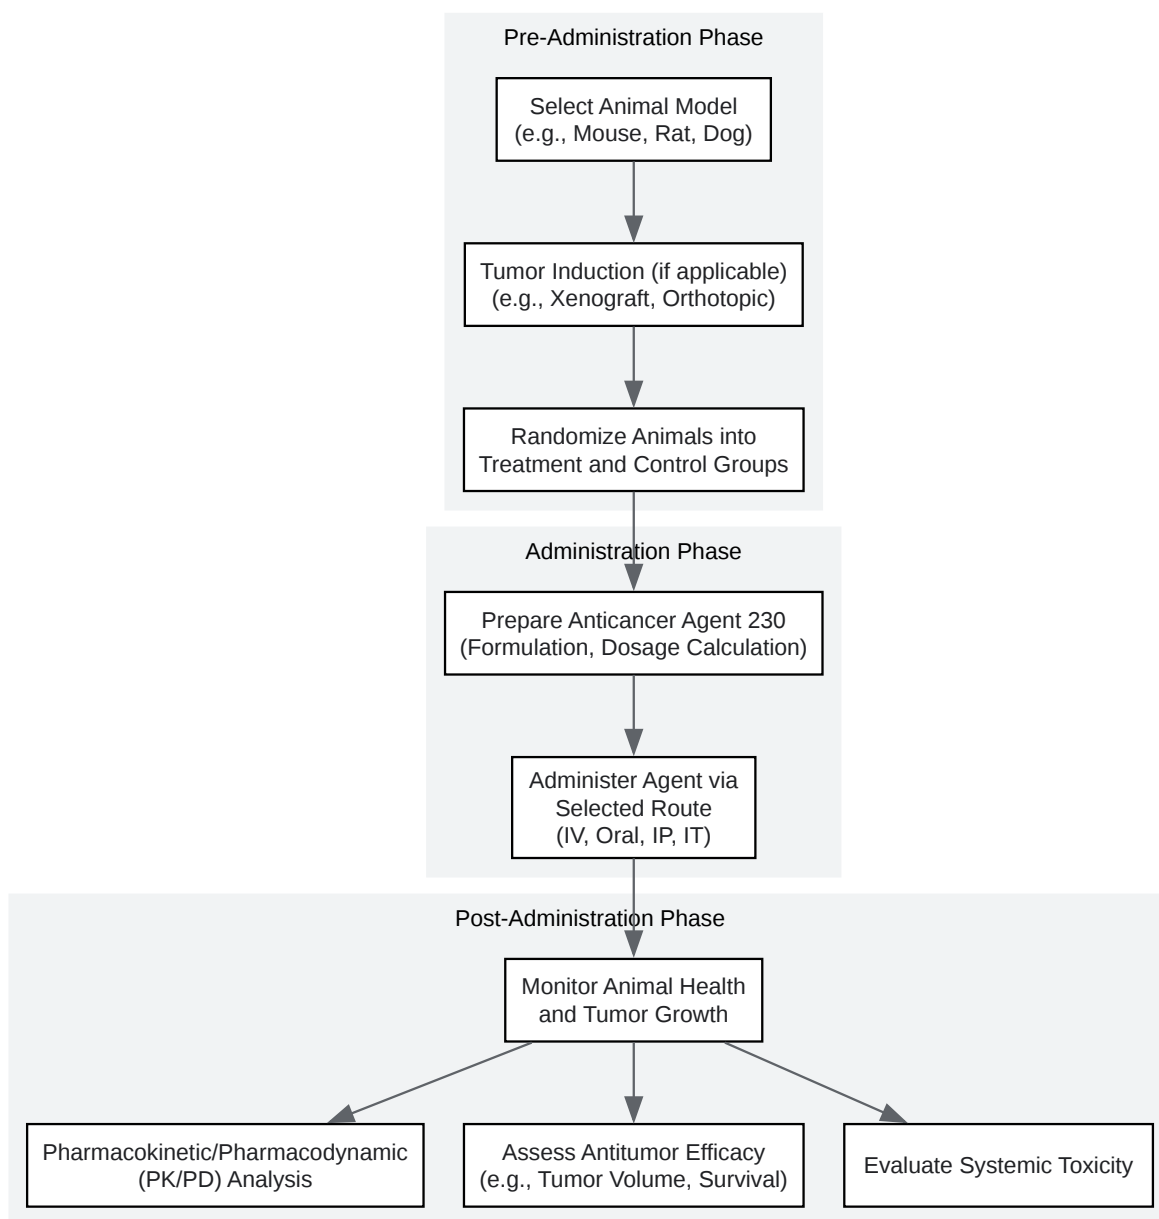 Pre-Administration Phase
Select Animal Model
(e.g., Mouse, Rat, Dog)
Tumor Induction (if applicable)
(e.g., Xenograft, Orthotopic)
Randomize Animals into
Treatment and Control Groups
Administration Phase
Prepare Anticancer Agent 230
(Formulation, Dosage Calculation)
Administer Agent via
Selected Route
(IV, Oral, IP, IT)
Post-Administration Phase
Monitor Animal Health
and Tumor Growth
Pharmacokinetic/Pharmacodynamic
(PK/PD) Analysis
Assess Antitumor Efficacy
(e.g., Tumor Volume, Survival)
Evaluate Systemic Toxicity